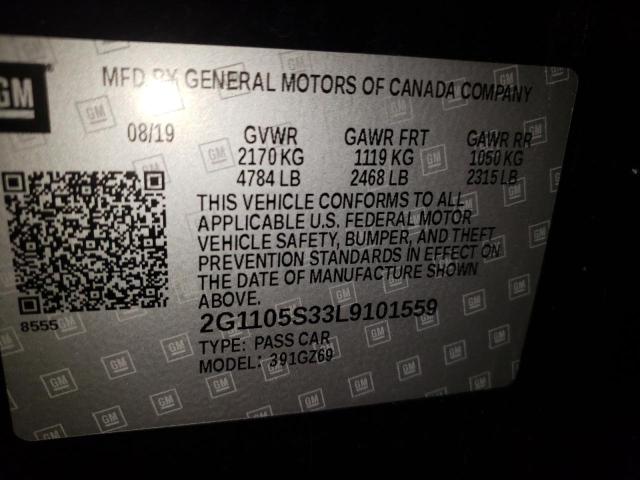 GM
MFD BY GENERAL MOTORS OF CANADA COMPANY
08/19 GVWR GAWR FRT GAWR RR
2170 KG 1119 KG 1050 KG
4784 LB 2468 LB 2315 LB
THIS VEHICLE CONFORMS TO ALL
APPLICABLE U.S. FEDERAL MOTOR
VEHICLE SAFETY, BUMPER, AND THEFT
PREVENTION STANDARDS IN EFFECT ON
THE DATE OF MANUFACTURE SHOWN
ABOVE.
8555
2G1105S33L9101559
TYPE: PASS CAR
MODEL: 391GZ69